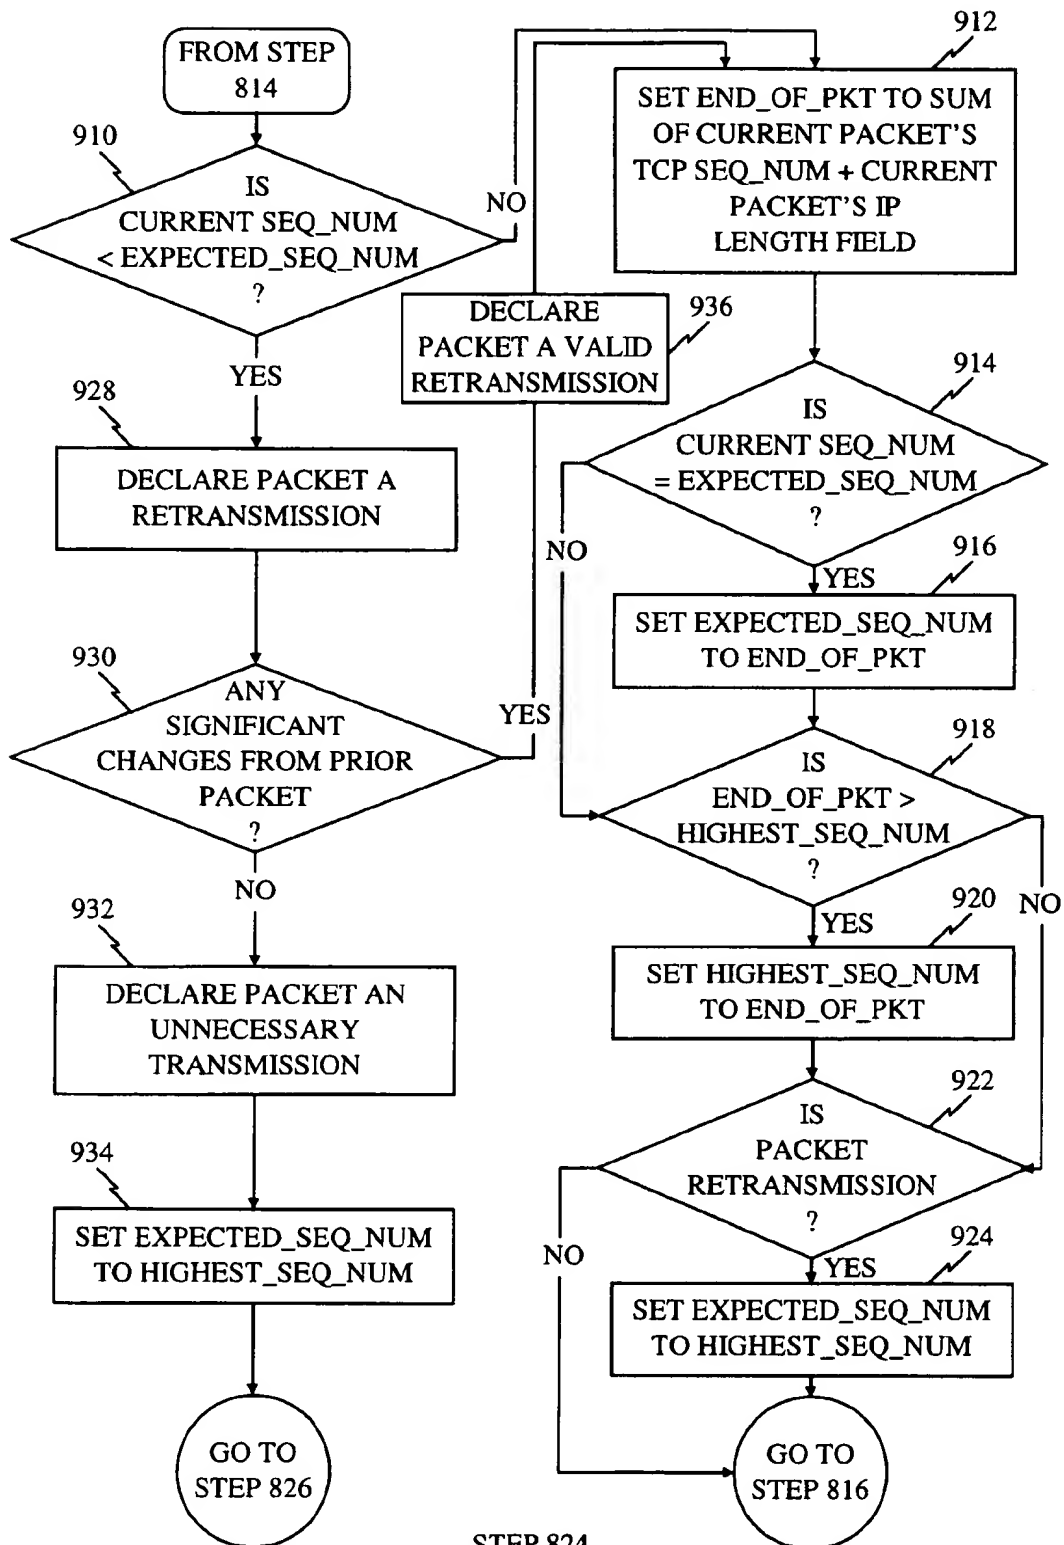 FROM STEP
814
910
IS
CURRENT SEQ_NUM
< EXPECTED_SEQ_NUM
?
NO
YES
928
DECLARE PACKET A
RETRANSMISSION
930
ANY
SIGNIFICANT
CHANGES FROM PRIOR
PACKET
?
YES
NO
932
DECLARE PACKET AN
UNNECESSARY
TRANSMISSION
934
SET EXPECTED_SEQ_NUM
TO HIGHEST_SEQ_NUM
GO TO
STEP 826
DECLARE
PACKET A VALID
RETRANSMISSION
936
912
SET END_OF_PKT TO SUM
OF CURRENT PACKET'S
TCP SEQ_NUM + CURRENT
PACKET'S IP
LENGTH FIELD
914
IS
CURRENT SEQ_NUM
= EXPECTED_SEQ_NUM
?
NO
YES
916
SET EXPECTED_SEQ_NUM
TO END_OF_PKT
918
IS
END_OF_PKT >
HIGHEST_SEQ_NUM
?
NO
YES
920
SET HIGHEST_SEQ_NUM
TO END_OF_PKT
922
IS
PACKET
RETRANSMISSION
?
NO
YES
924
SET EXPECTED_SEQ_NUM
TO HIGHEST_SEQ_NUM
GO TO
STEP 816
STEP 824